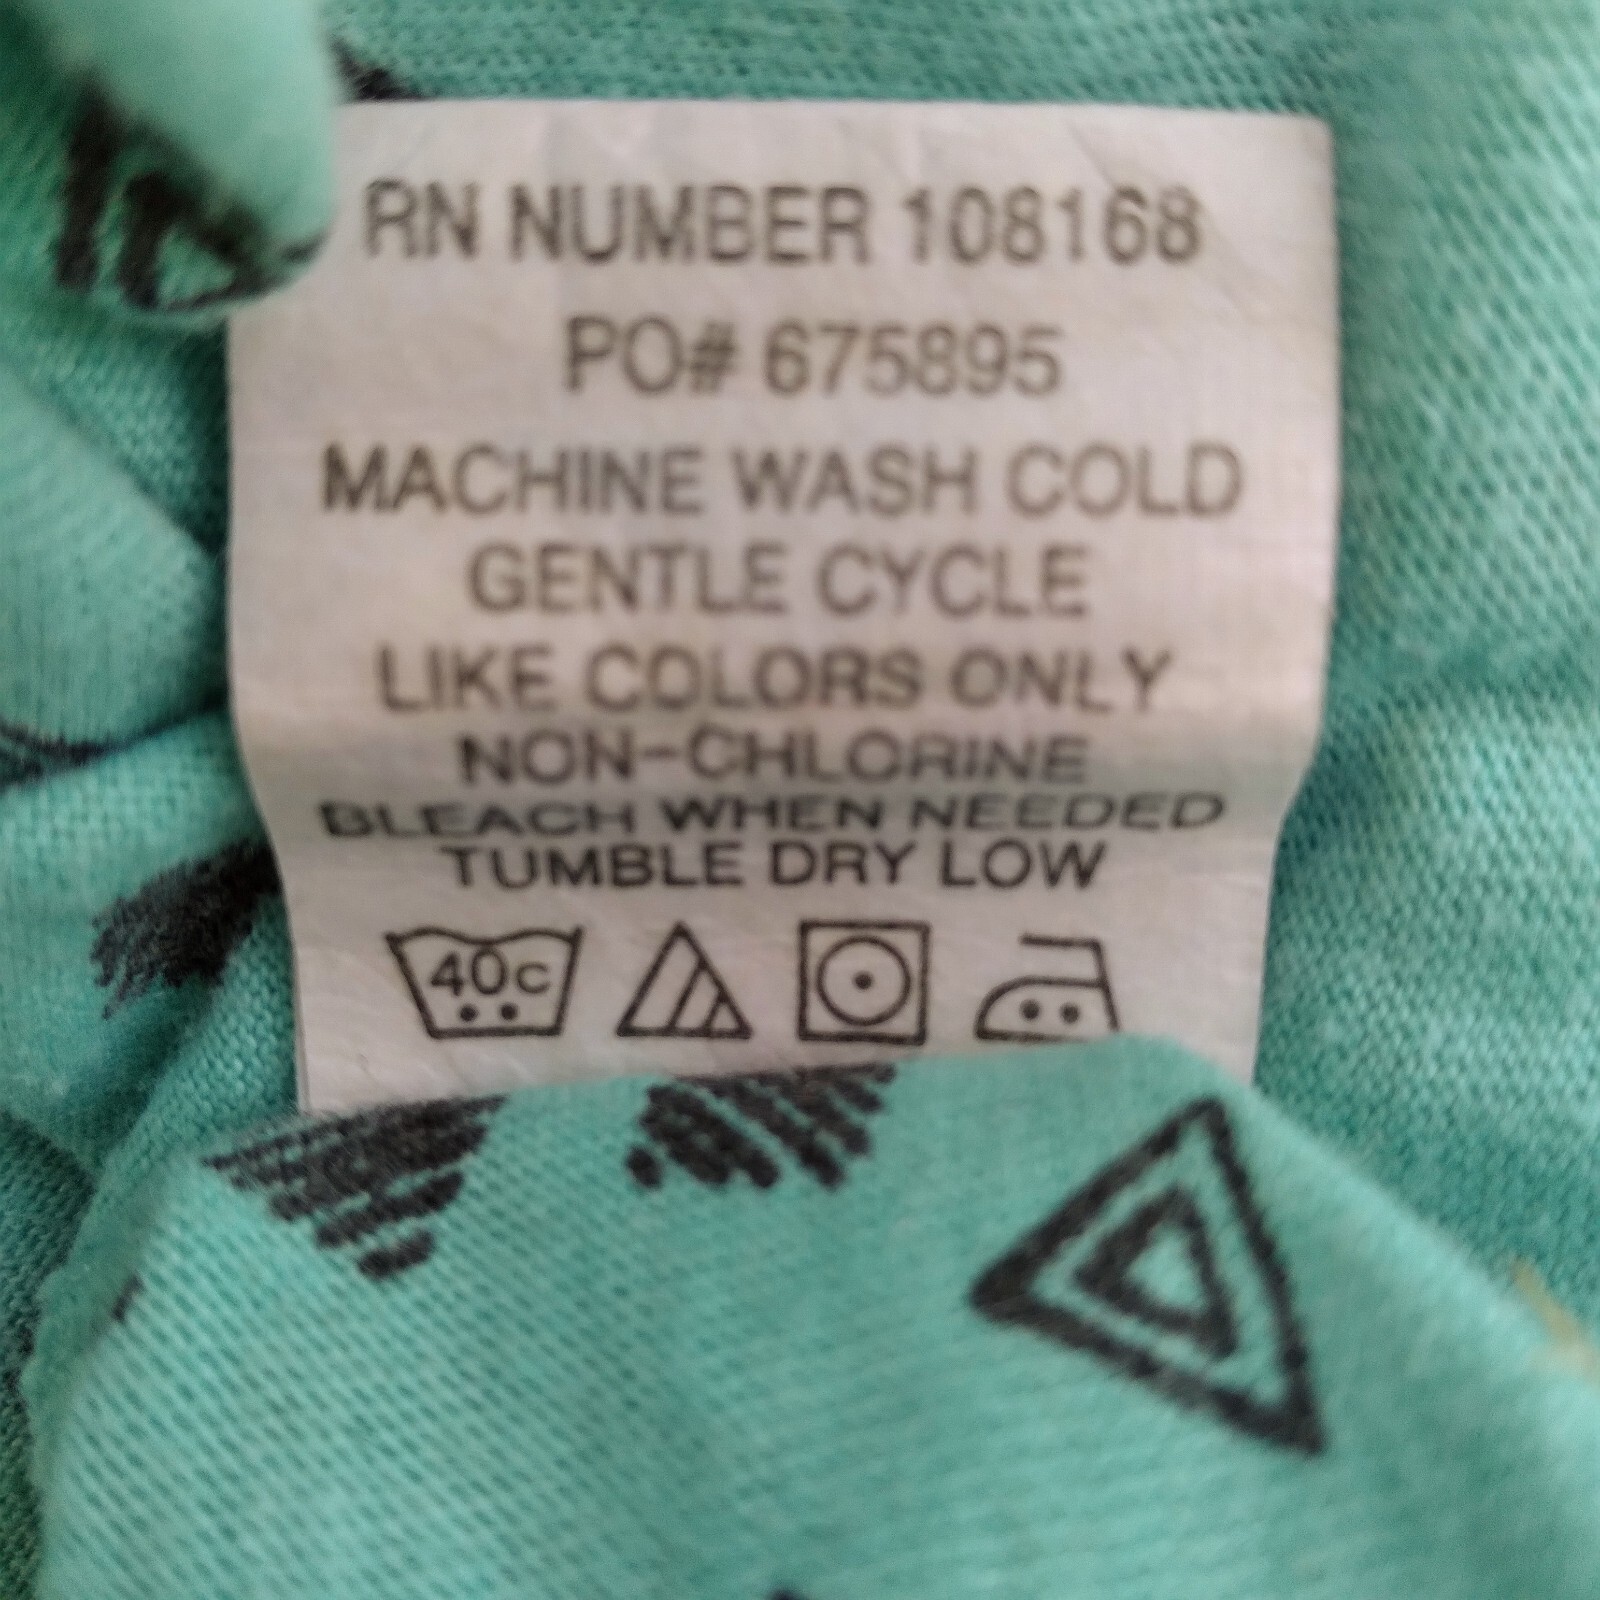 RN NUMBER 108168
PO# 675895
MACHINE WASH COLD
GENTLE CYCLE
LIKE COLORS ONLY
NON-CHLORINE
BLEACH WHEN NEEDED
TUMBLE DRY LOW
40c